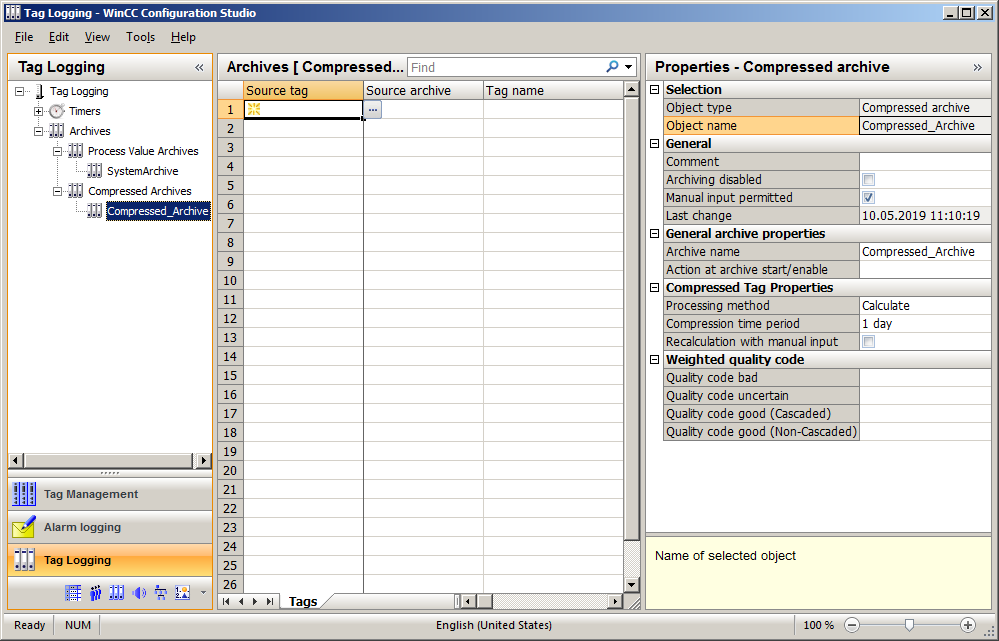 Tag Logging - WinCC Configuration Studio
File Edit View Tools Help
Tag Logging «
Tag Logging
Timers
Archives
Process Value Archives
SystemArchive
Compressed Archives
Compressed_Archive
Tag Management
Alarm logging
Tag Logging
Archives [ Compressed... Find
Source tag Source archive Tag name
1 ...
2
3
4
5
6
7
8
9
10
11
12
13
14
15
16
17
18
19
20
21
22
23
24
25
26
Tags
Properties - Compressed archive »
Selection
Object type Compressed archive
Object name Compressed_Archive
General
Comment
Archiving disabled
Manual input permitted
Last change 10.05.2019 11:10:19
General archive properties
Archive name Compressed_Archive
Action at archive start/enable
Compressed Tag Properties
Processing method Calculate
Compression time period 1 day
Recalculation with manual input
Weighted quality code
Quality code bad
Quality code uncertain
Quality code good (Cascaded)
Quality code good (Non-Cascaded)
Name of selected object
Ready NUM English (United States) 100 %